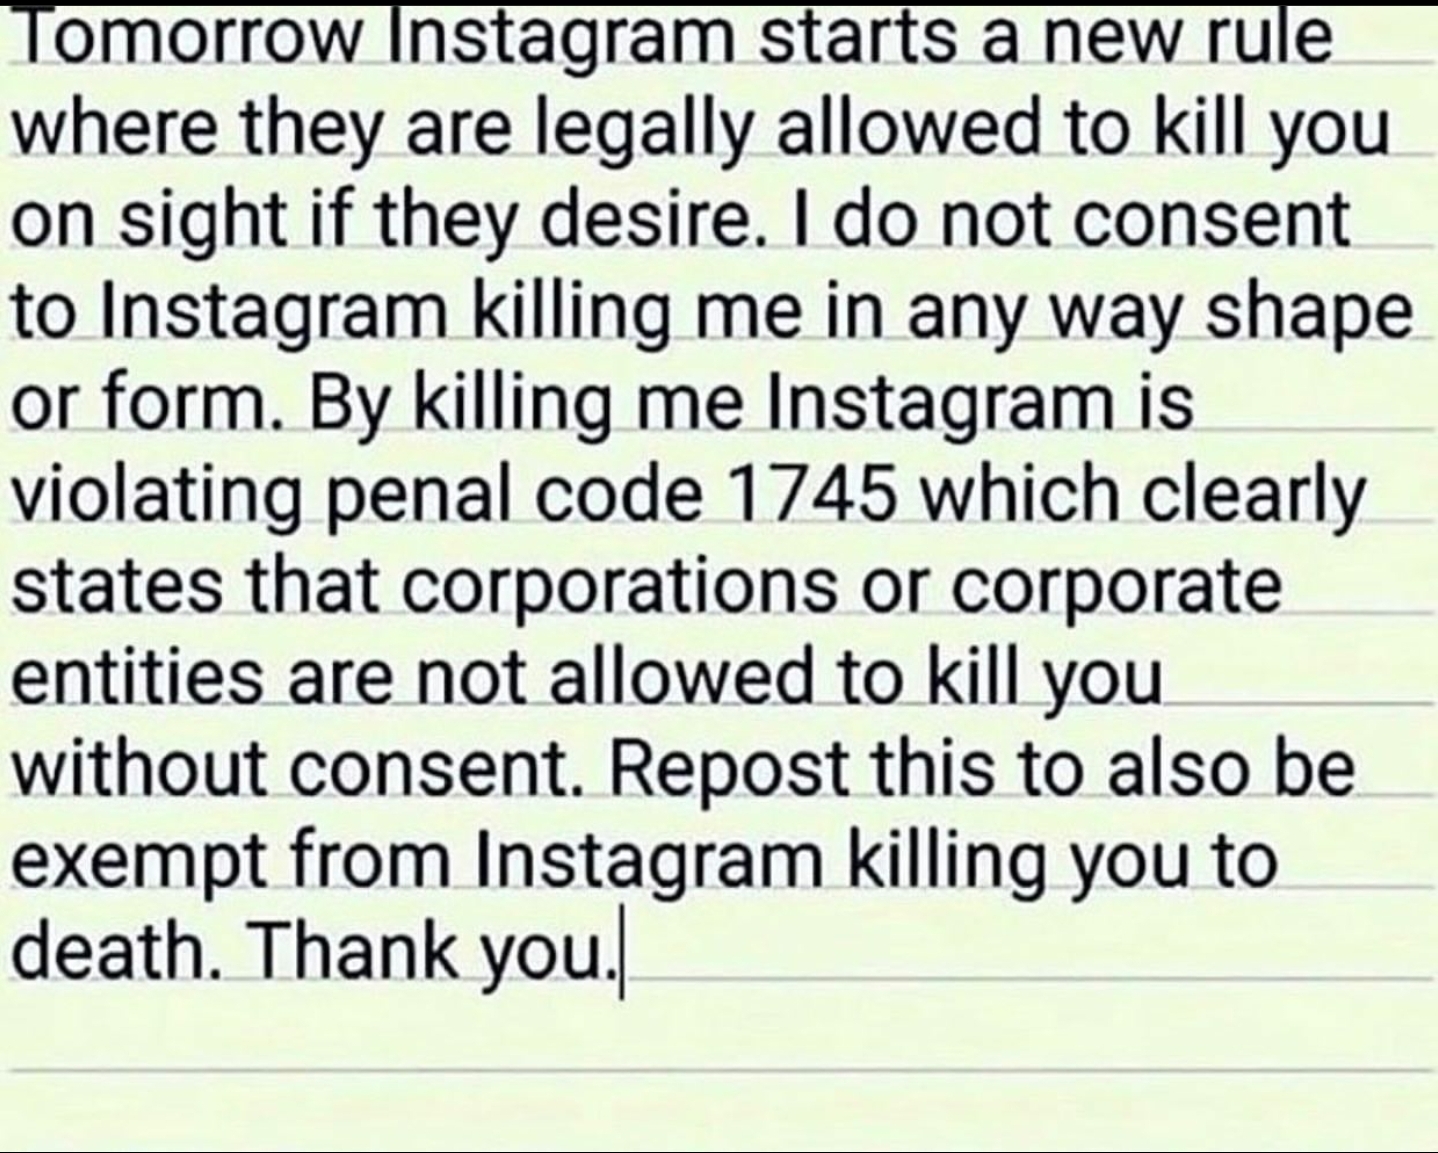 Tomorrow Instagram starts a new rule
where they are legally allowed to kill you
on sight if they desire. I do not consent
to Instagram killing me in any way shape
or form. By killing me Instagram is
violating penal code 1745 which clearly
states that corporations or corporate
entities are not allowed to kill you
without consent. Repost this to also be
exempt from Instagram killing you to
death. Thank you.